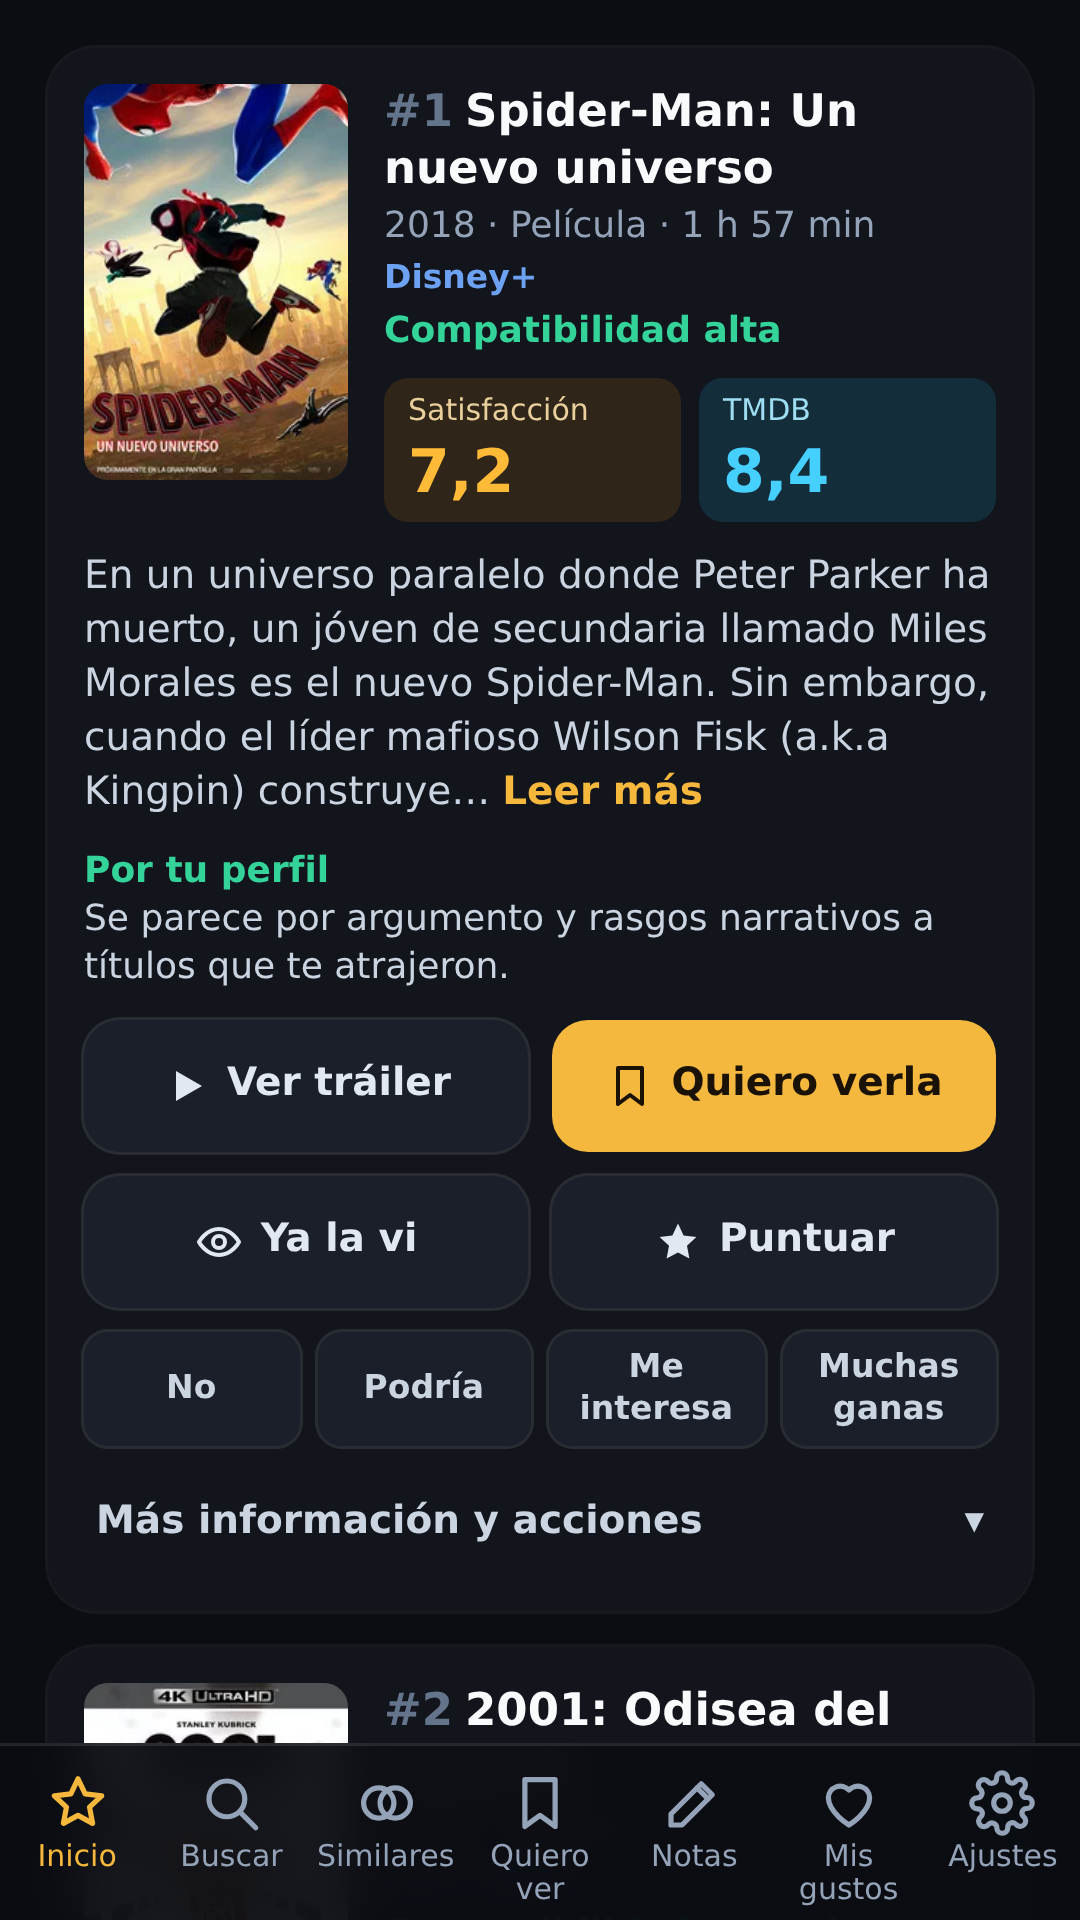 #1 Spider-Man: Un
nuevo universo
2018 · Película · 1 h 57 min
Disney+
Compatibilidad alta
SPIDER-MAN
UN NUEVO UNIVERSO
PRÓXIMAMENTE EN LA GRAN PANTALLA
Satisfacción
7,2
TMDB
8,4
En un universo paralelo donde Peter Parker ha
muerto, un jóven de secundaria llamado Miles
Morales es el nuevo Spider-Man. Sin embargo,
cuando el líder mafioso Wilson Fisk (a.k.a
Kingpin) construye... Leer más
Por tu perfil
Se parece por argumento y rasgos narrativos a
títulos que te atrajeron.
Ver tráiler
Quiero verla
Ya la vi
Puntuar
No
Podría
Me
interesa
Muchas
ganas
Más información y acciones
4K ULTRA HD
STANLEY KUBRICK
#2 2001: Odisea del
Inicio
Buscar
Similares
Quiero
ver
Notas
Mis
gustos
Ajustes